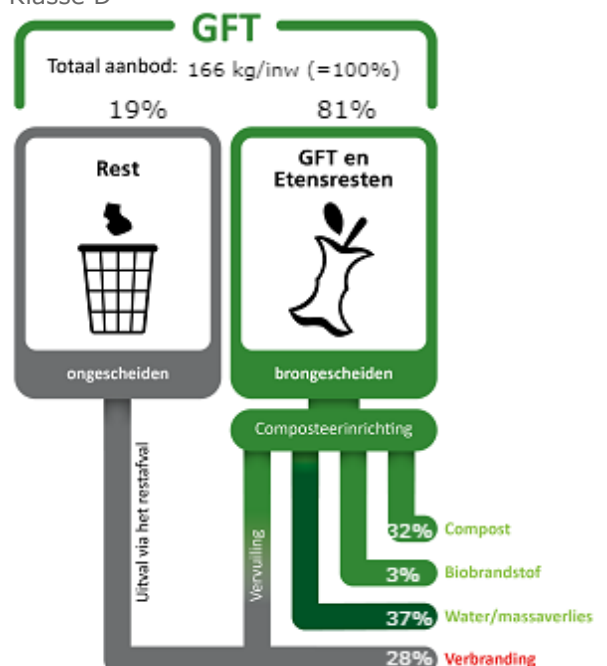 Klasse D
GFT
Totaal aanbod: 166 kg/inw (=100%)
19%
81%
Rest
GFT en
Etensresten
ongescheiden
brongescheiden
Composteerinrichting
Uitval via het restafval
Vervuiling
32% Compost
3% Biobrandstof
37% Water/massaverlies
28% Verbranding